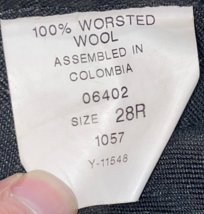 100% WORSTED
WOOL
ASSEMBLED IN
COLOMBIA
06402
SIZE 28R
1057
Y-11548